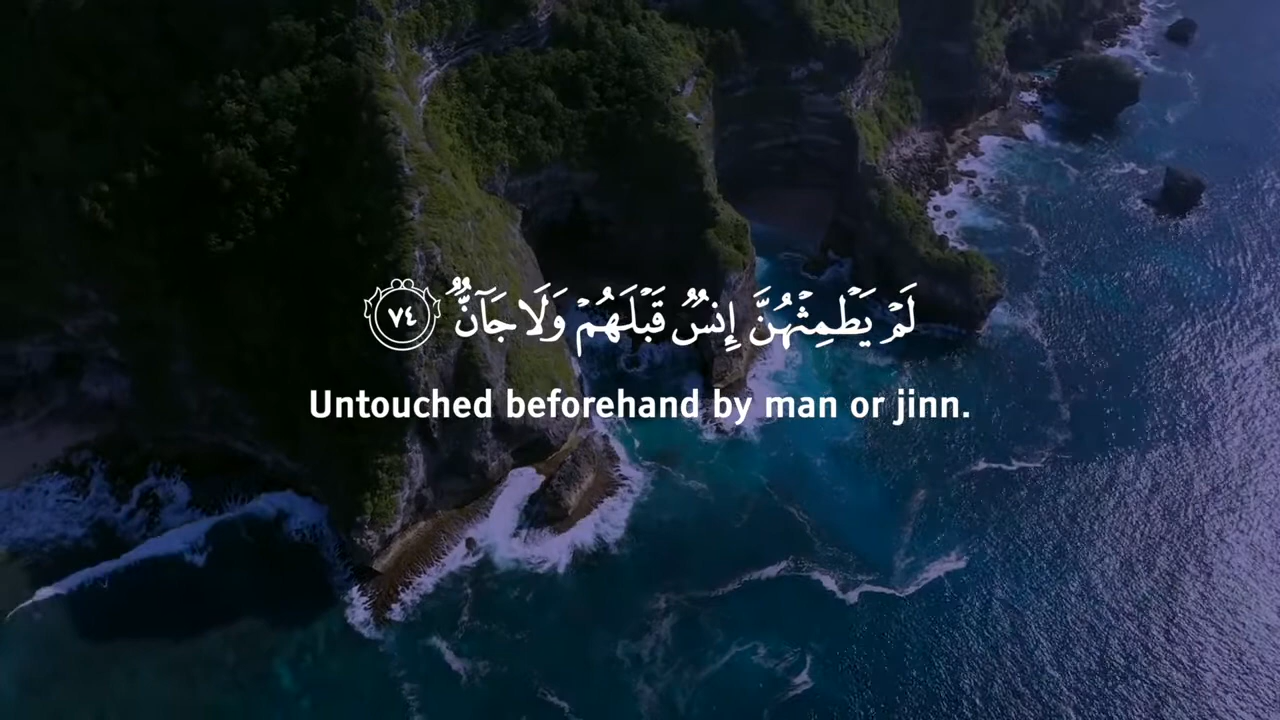 لَمْ يَطْمِثْهُنَّ إِنسٌ قَبْلَهُمْ وَلَا جَآنٌّ ٧٤
Untouched beforehand by man or jinn.